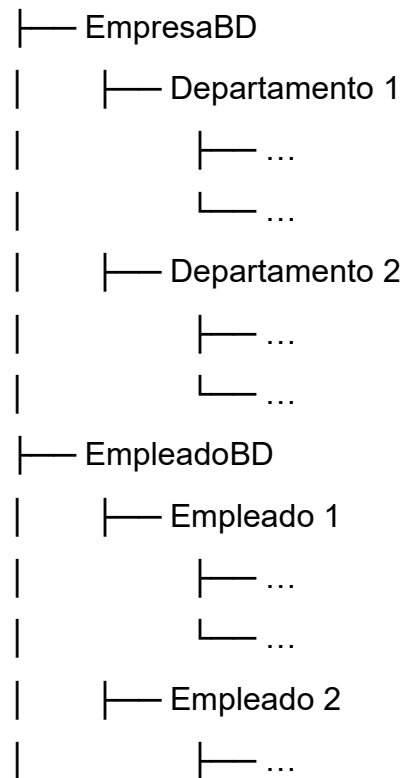 ├── EmpresaBD
│ ├── Departamento 1
│ ├── …
│ └── …
│ ├── Departamento 2
│ ├── …
│ └── …
├── EmpleadoBD
│ ├── Empleado 1
│ ├── …
│ └── …
│ ├── Empleado 2
│ ├── …